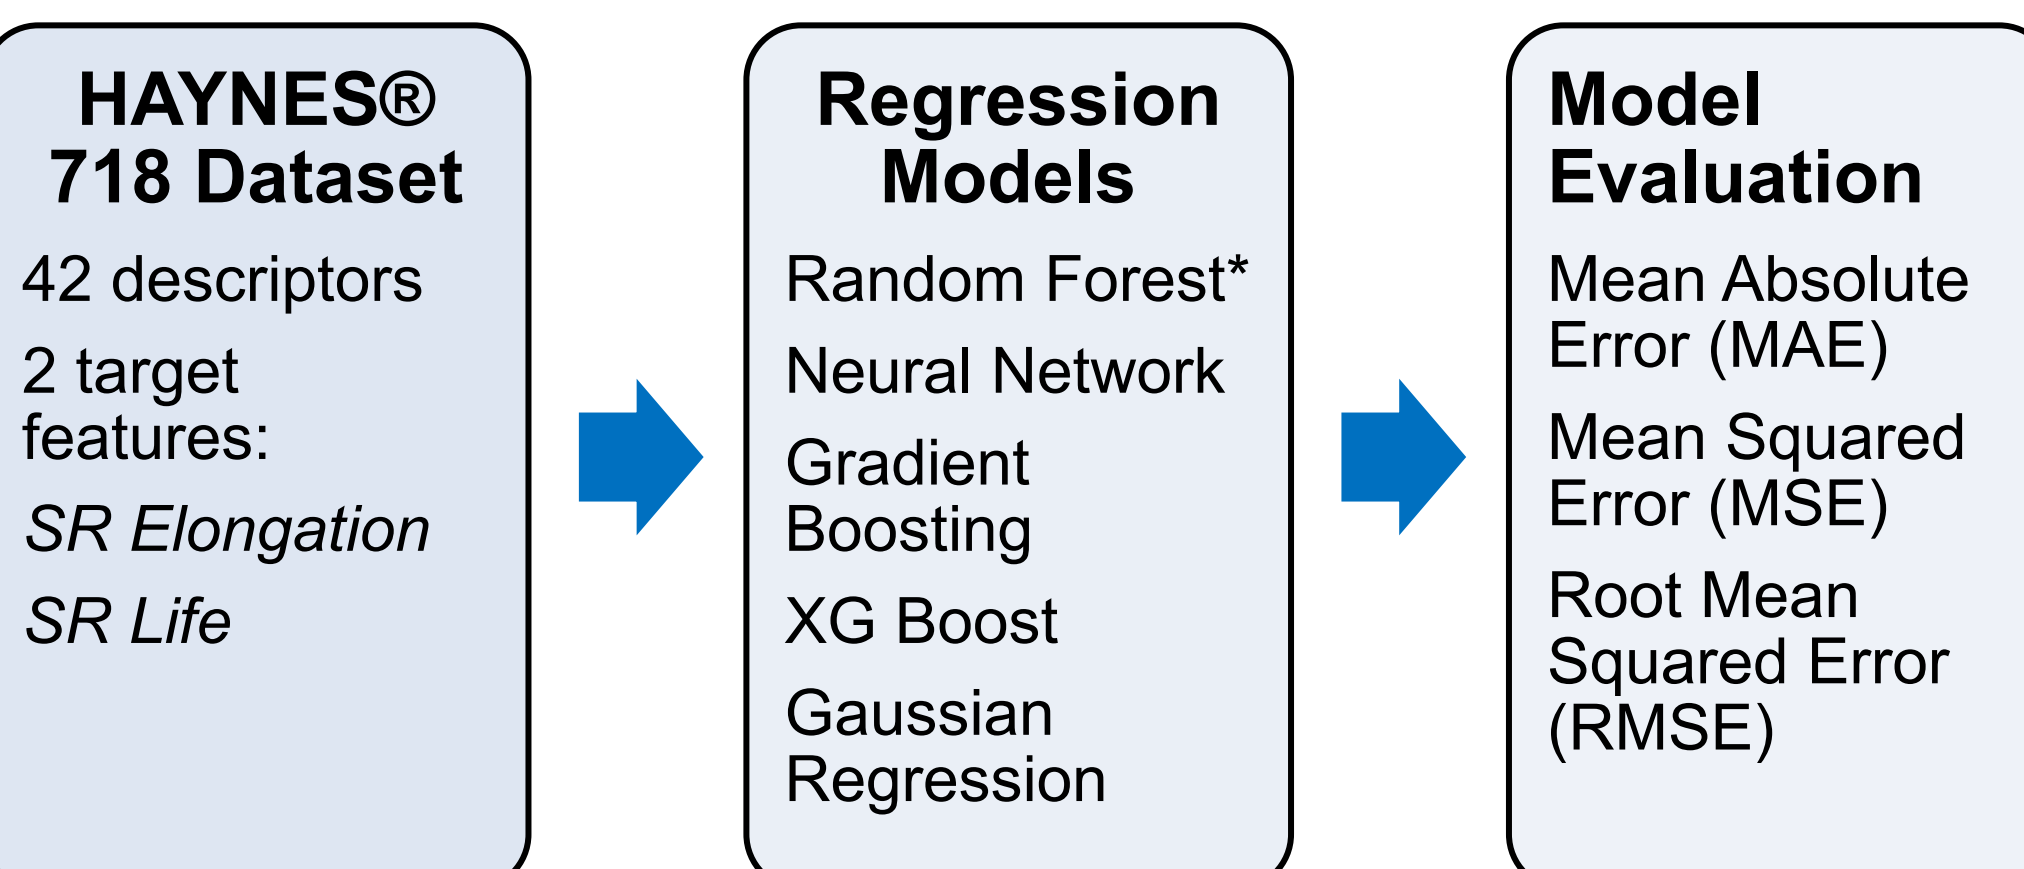 HAYNES®
718 Dataset
42 descriptors
2 target
features:
SR Elongation
SR Life
Regression
Models
Random Forest*
Neural Network
Gradient
Boosting
XG Boost
Gaussian
Regression
Model
Evaluation
Mean Absolute
Error (MAE)
Mean Squared
Error (MSE)
Root Mean
Squared Error
(RMSE)